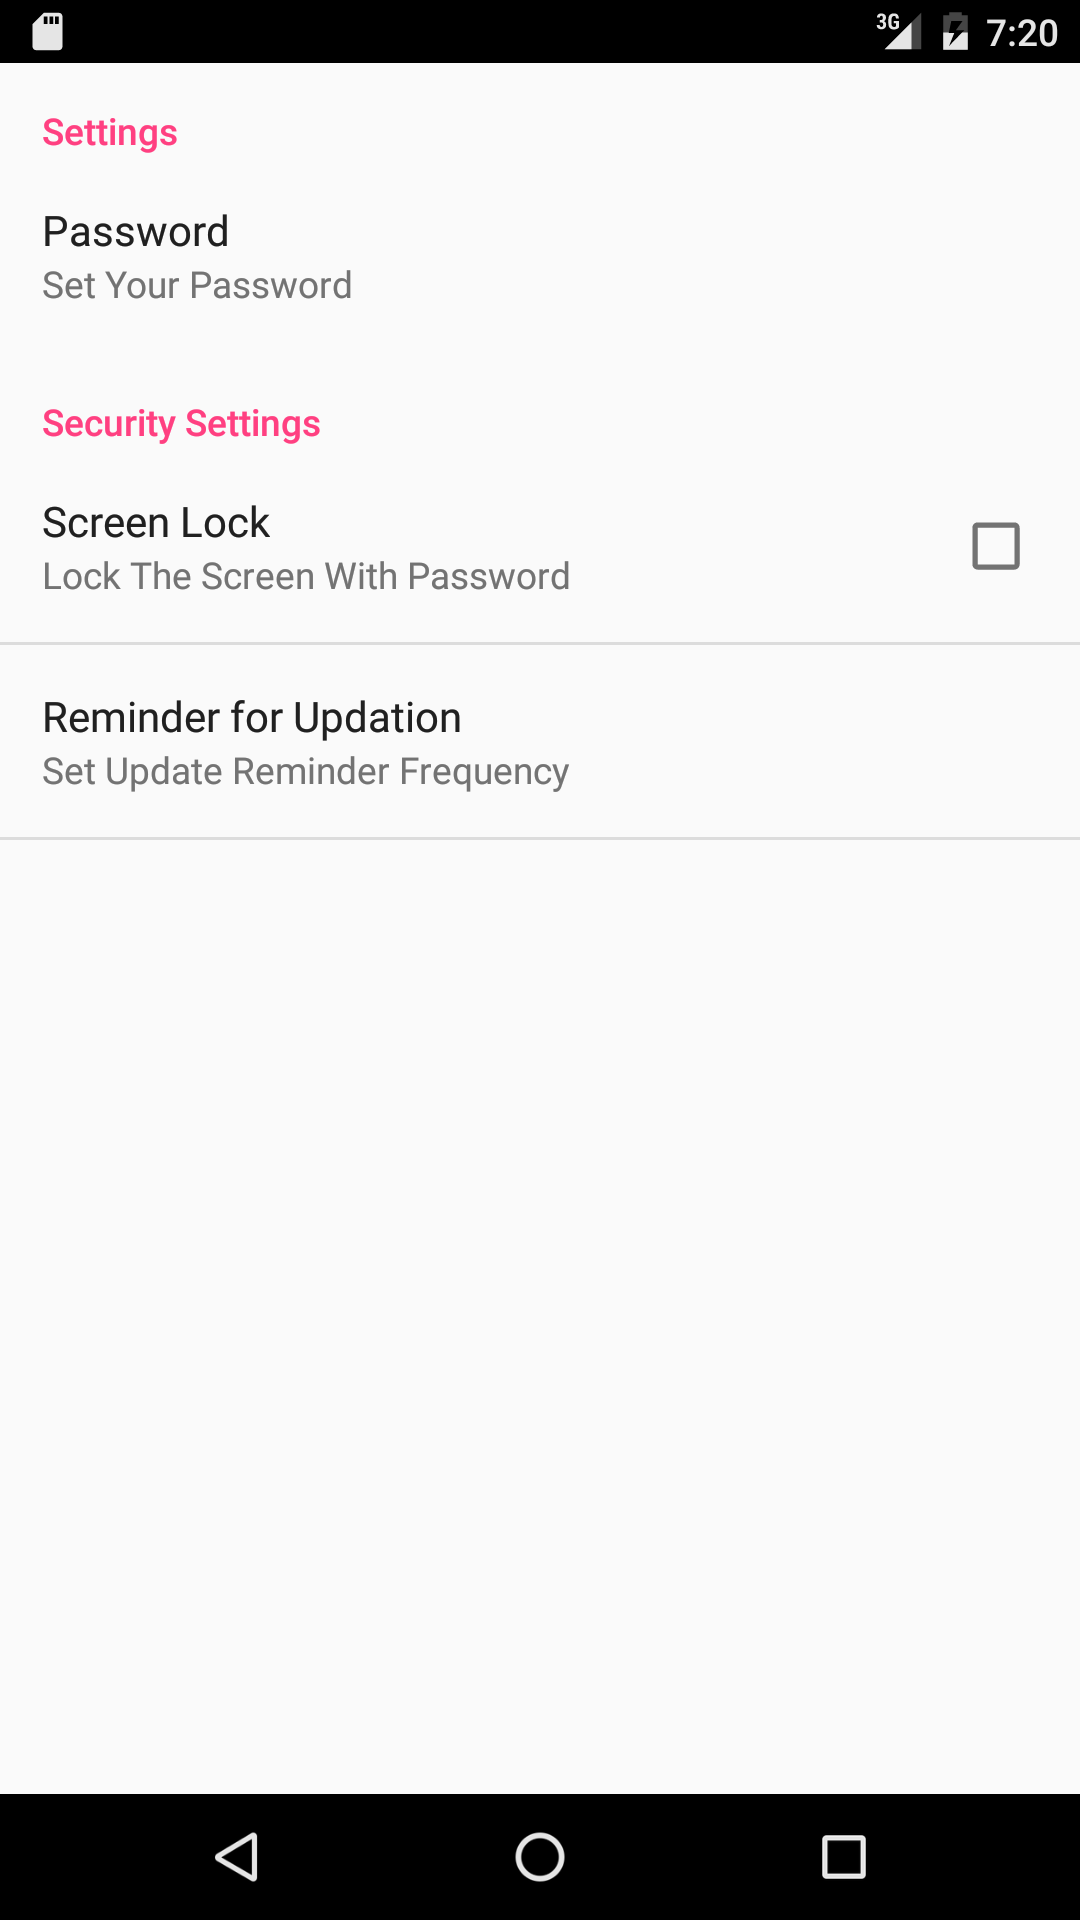 3G 7:20
Settings
Password
Set Your Password
Security Settings
Screen Lock
Lock The Screen With Password
Reminder for Updation
Set Update Reminder Frequency